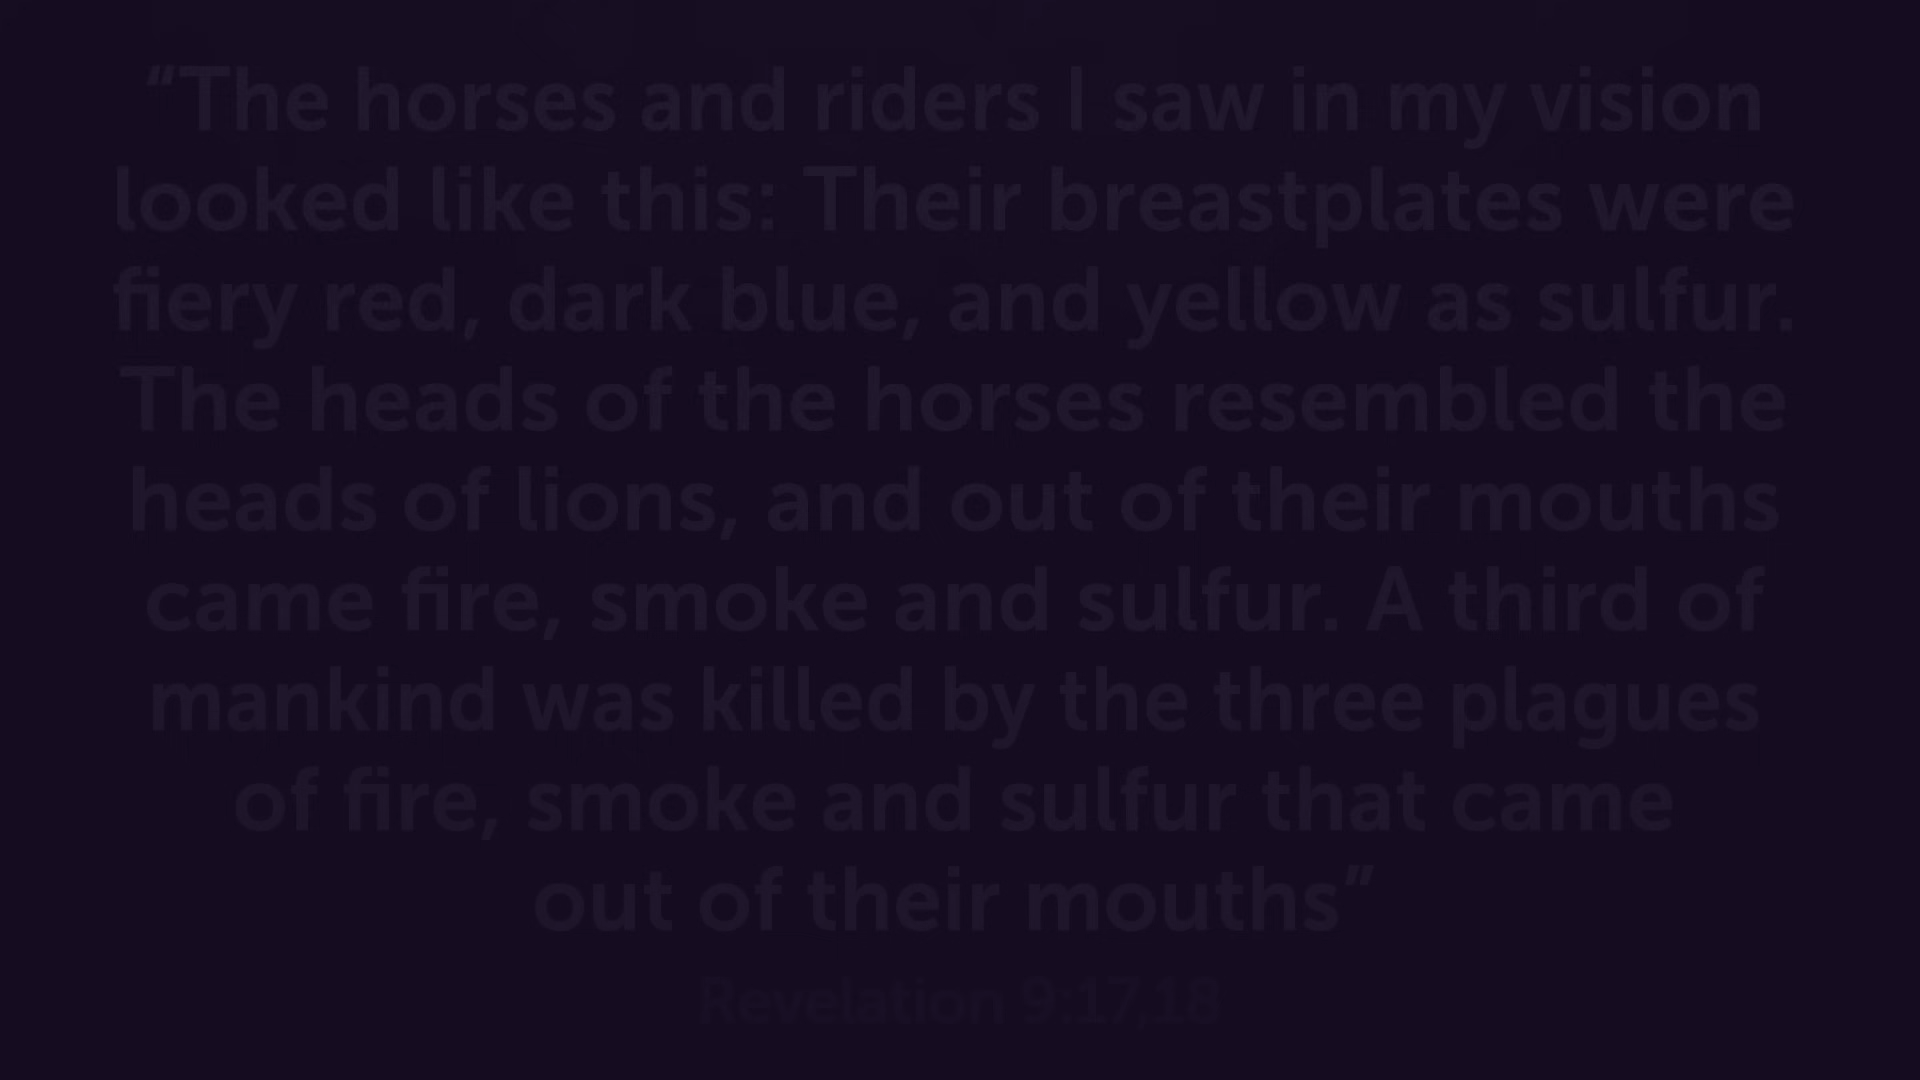 “The horses and riders I saw in my vision
looked like this: Their breastplates were
fiery red, dark blue, and yellow as sulfur.
The heads of the horses resembled the
heads of lions, and out of their mouths
came fire, smoke and sulfur. A third of
mankind was killed by the three plagues
of fire, smoke and sulfur that came
out of their mouths”
Revelation 9:17,18